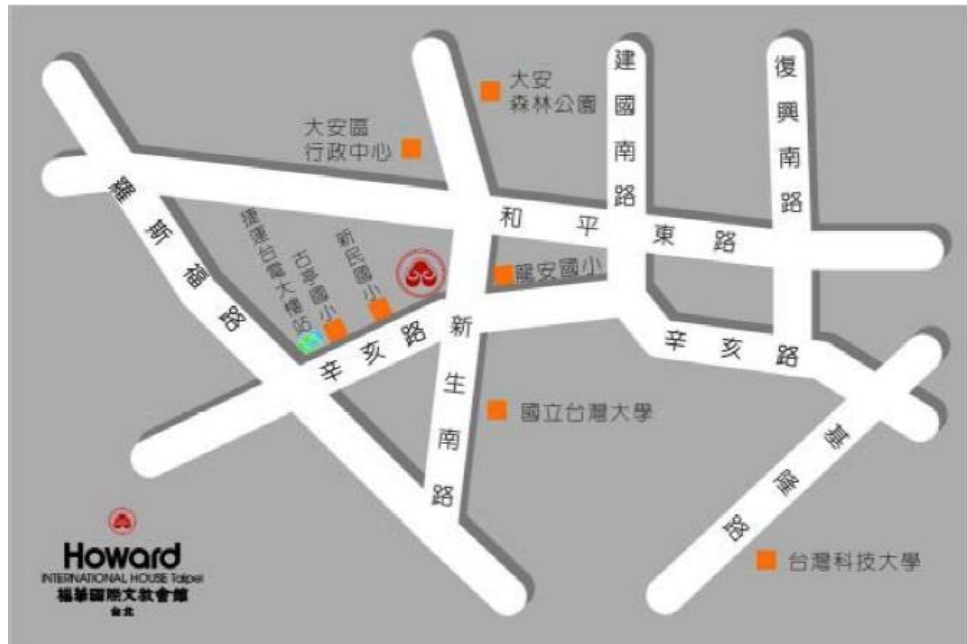 大安
森林公園
建國南路
復興南路
大安區
行政中心
和平東路
羅斯福路
捷運台電大樓站
古亭國小
新民國小
龍安國小
辛亥路
新生南路
辛亥路
國立台灣大學
基隆路
台灣科技大學
Howard
INTERNATIONAL HOUSE Taipei
福華國際文教會館
台北